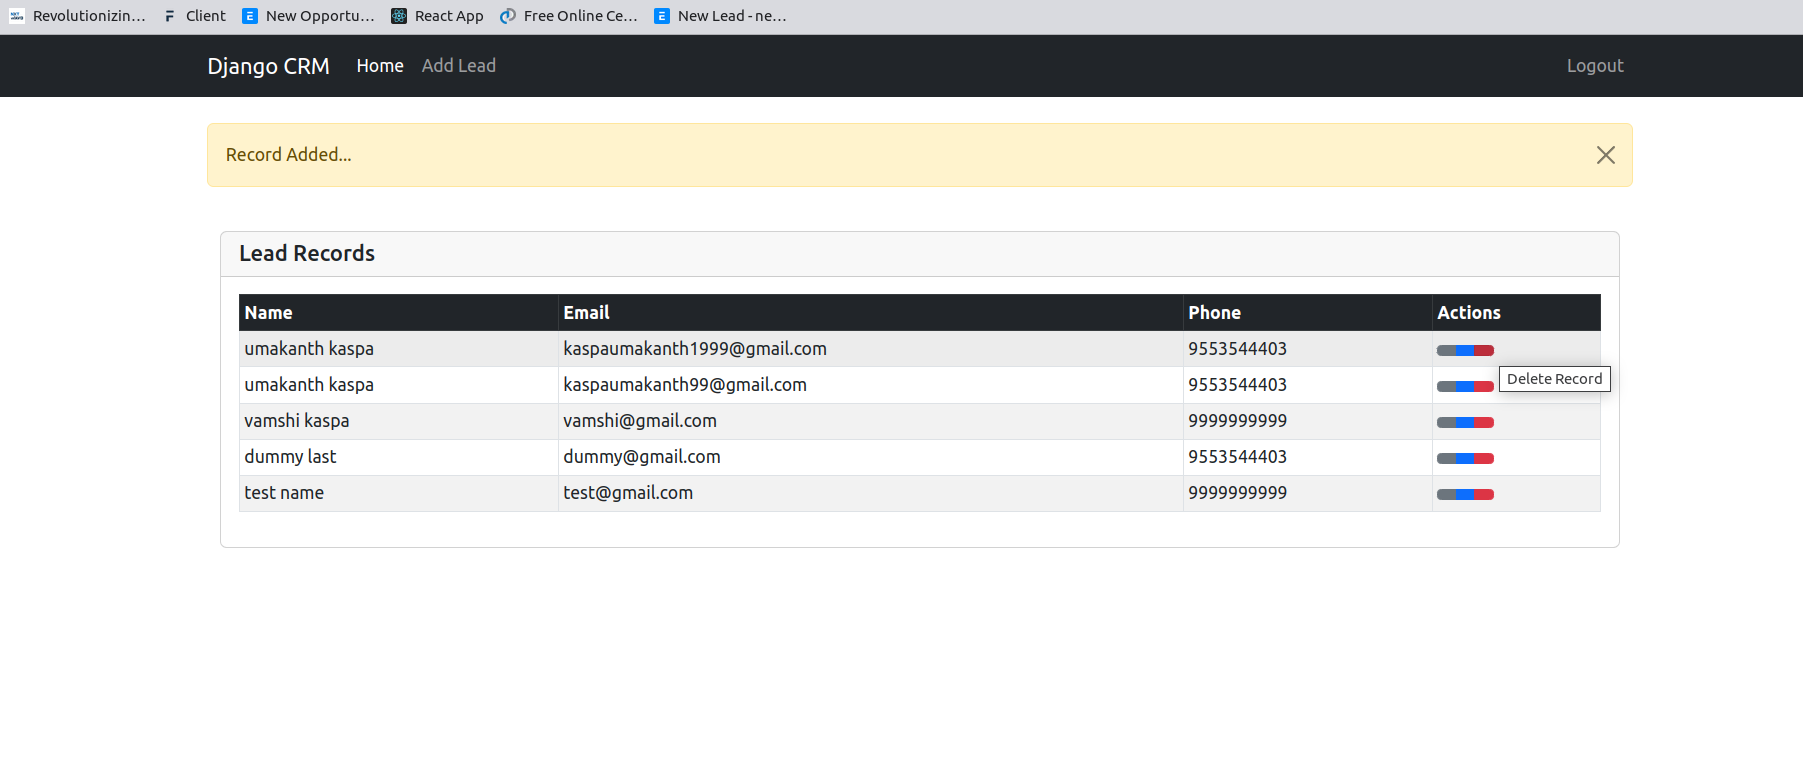 Revolutionizin... Client New Opportu... React App Free Online Ce... New Lead - ne...
Django CRM Home Add Lead Logout
Record Added...
Lead Records
Name Email Phone Actions
umakanth kaspa kaspaumakanth1999@gmail.com 9553544403
Delete Record
umakanth kaspa kaspaumakanth99@gmail.com 9553544403
vamshi kaspa vamshi@gmail.com 9999999999
dummy last dummy@gmail.com 9553544403
test name test@gmail.com 9999999999